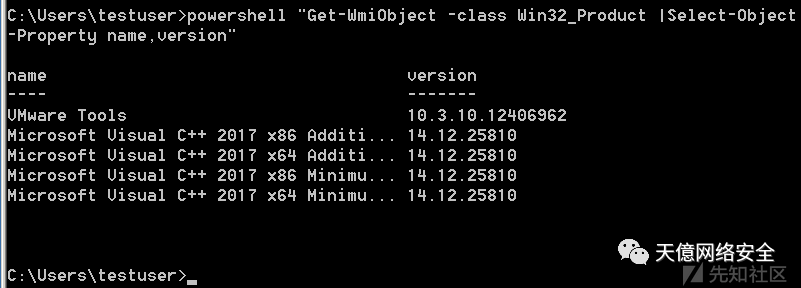 C:\Users\testuser>powershell "Get-WmiObject -class Win32_Product |Select-Object
-Property name,version"
name version
---- -------
VMware Tools 10.3.10.12406962
Microsoft Visual C++ 2017 x86 Additi... 14.12.25810
Microsoft Visual C++ 2017 x64 Additi... 14.12.25810
Microsoft Visual C++ 2017 x86 Minimu... 14.12.25810
Microsoft Visual C++ 2017 x64 Minimu... 14.12.25810
天億网络安全
C:\Users\testuser>_
先知社区